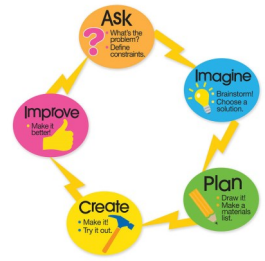 Ask
• What's the
problem?
• Define
constraints.
Imagine
• Brainstorm!
• Choose a
solution.
Plan
• Draw it!
• Make a
materials
list.
Create
• Make it!
• Try it out.
Improve
• Make it
better!